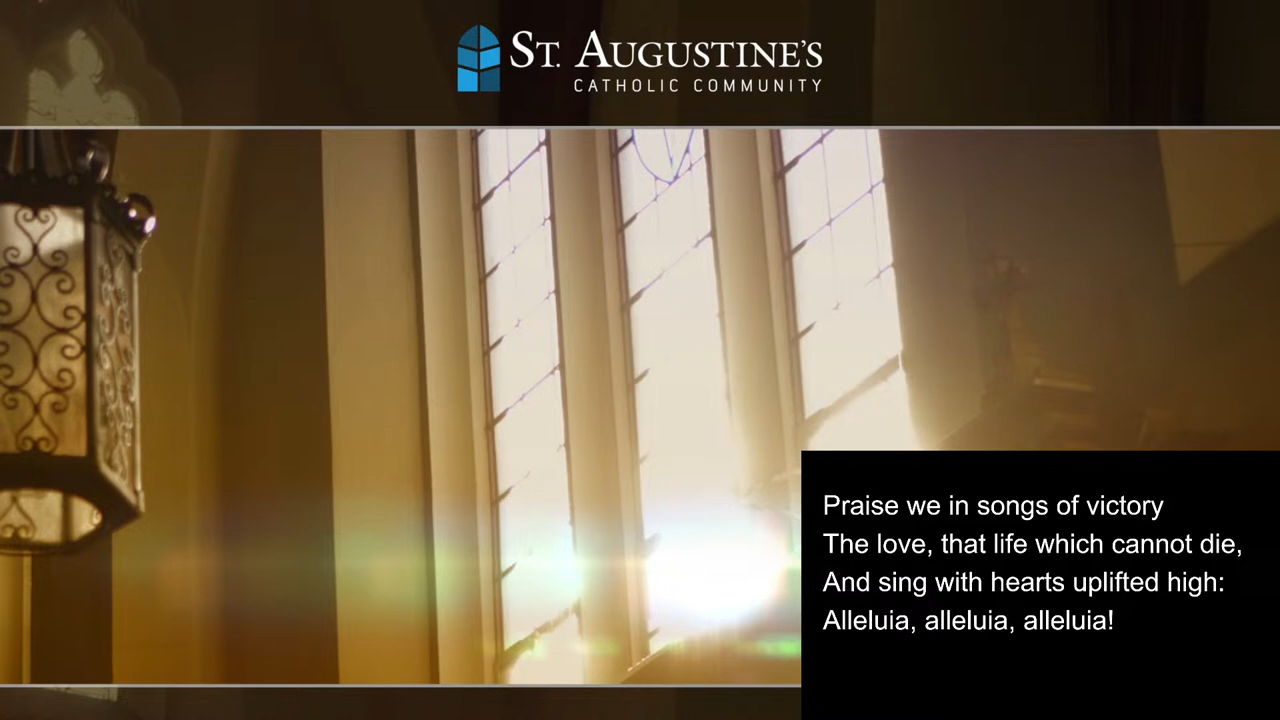 ST. AUGUSTINE'S
CATHOLIC COMMUNITY
Praise we in songs of victory
The love, that life which cannot die,
And sing with hearts uplifted high:
Alleluia, alleluia, alleluia!